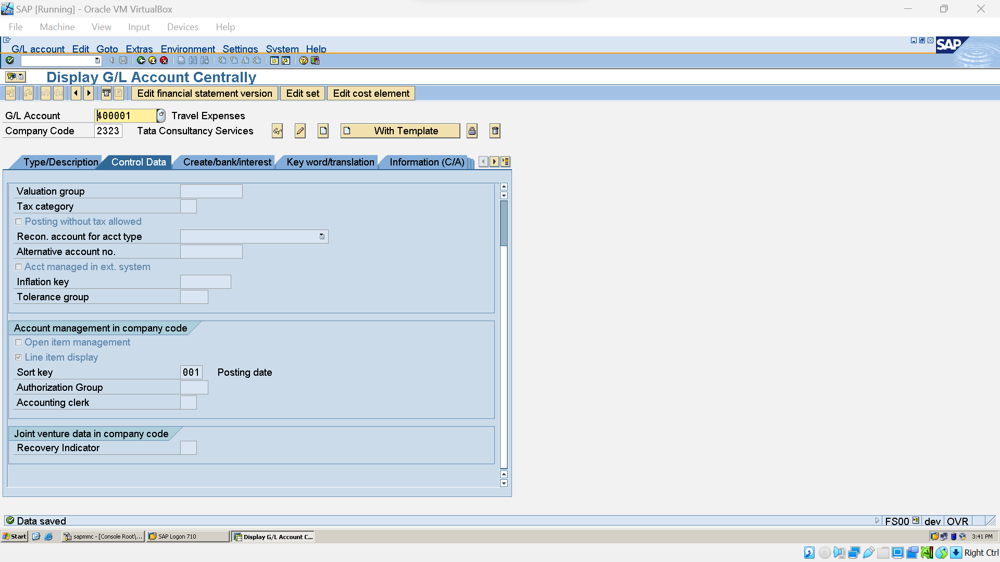 SAP [Running] - Oracle VM VirtualBox
File Machine View Input Devices Help
G/L account Edit Goto Extras Environment Settings System Help
SAP
Display G/L Account Centrally
Edit financial statement version Edit set Edit cost element
G/L Account 400001 Travel Expenses
Company Code 2323 Tata Consultancy Services With Template
Type/Description Control Data Create/bank/interest Key word/translation Information (C/A)
Valuation group
Tax category
Posting without tax allowed
Recon. account for acct type
Alternative account no.
Acct managed in ext. system
Inflation key
Tolerance group
Account management in company code
Open item management
Line item display
Sort key 001 Posting date
Authorization Group
Accounting clerk
Joint venture data in company code
Recovery Indicator
Data saved FS00 dev OVR
Start sapmmc - [Console Root\... SAP Logon 710 Display G/L Account C... 3:41 PM
Right Ctrl